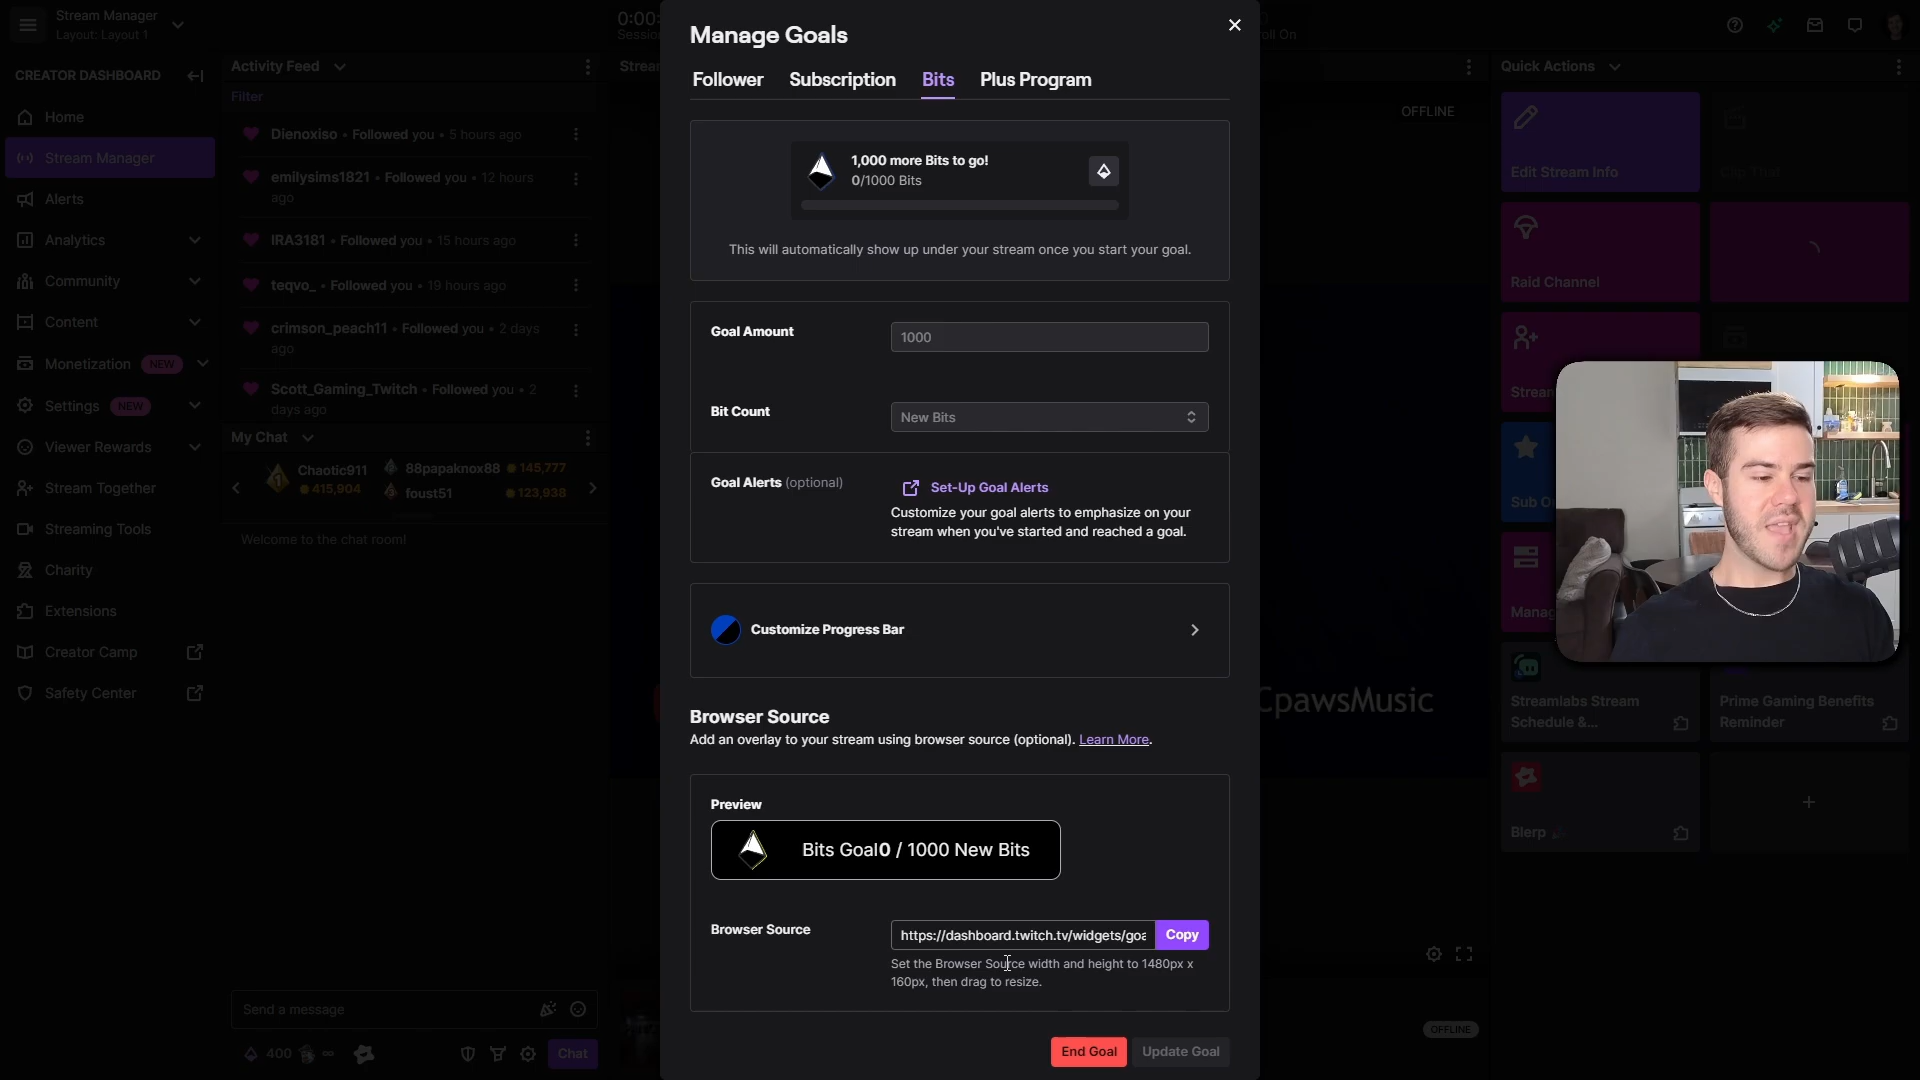 Stream Manager
Layout: Layout 1
CREATOR DASHBOARD
Home
Stream Manager
Alerts
Analytics
Community
Content
Monetization NEW
Settings NEW
Viewer Rewards
Stream Together
Streaming Tools
Charity
Extensions
Creator Camp
Safety Center
Activity Feed
Filter
Dienoxiso • Followed you • 5 hours ago
emilysims1821 • Followed you • 12 hours
ago
IRA3181 • Followed you • 15 hours ago
teqvo_ • Followed you • 19 hours ago
crimson_peach11 • Followed you • 2 days
ago
Scott_Gaming_Twitch • Followed you • 2
days ago
My Chat
1 Chaotic911
415,904
88papaknox88 145,777
foust51 123,938
Welcome to the chat room!
Send a message
400
Chat
Manage Goals
Follower
Subscription
Bits
Plus Program
1,000 more Bits to go!
0/1000 Bits
This will automatically show up under your stream once you start your goal.
Goal Amount
1000
Bit Count
New Bits
Goal Alerts (optional)
Set-Up Goal Alerts
Customize your goal alerts to emphasize on your
stream when you've started and reached a goal.
Customize Progress Bar
Browser Source
Add an overlay to your stream using browser source (optional). Learn More.
Preview
Bits Goal0 / 1000 New Bits
Browser Source
https://dashboard.twitch.tv/widgets/goa
Copy
Set the Browser Source width and height to 1480px x
160px, then drag to resize.
End Goal
Update Goal
OFFLINE
CpawsMusic
OFFLINE
Quick Actions
Edit Stream Info
Clip That
Raid Channel
Streamlabs Stream
Schedule &...
Prime Gaming Benefits
Reminder
Blerp